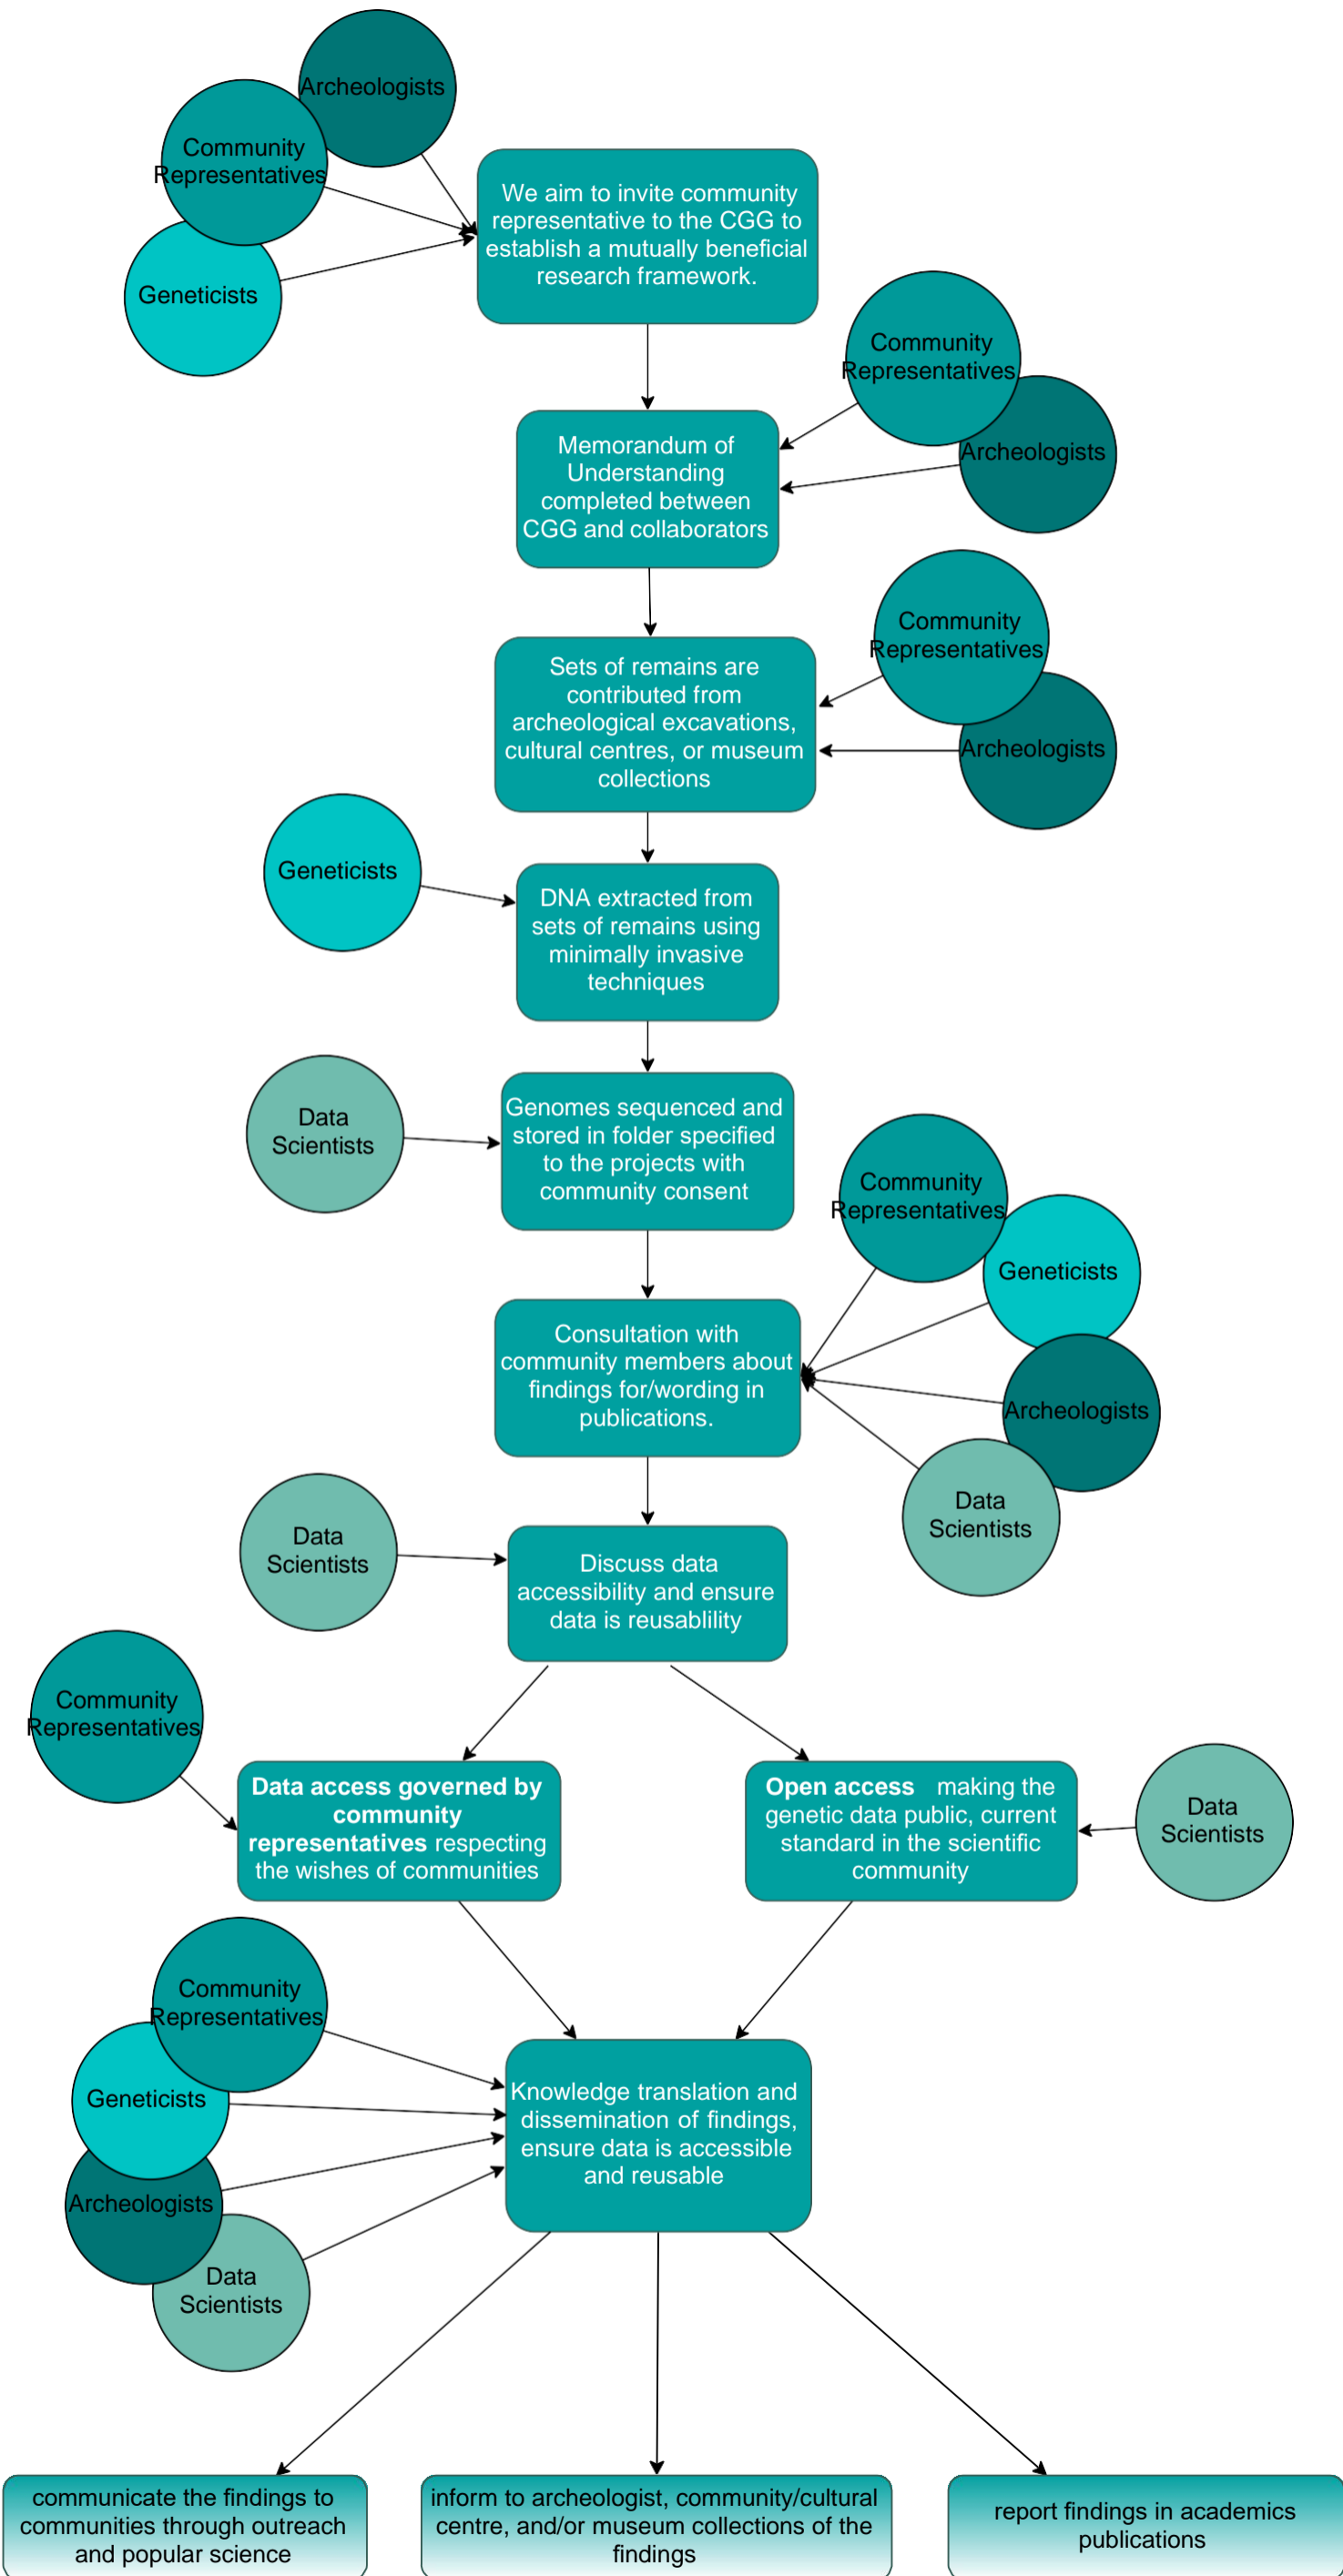 Archeologists
Community
Representatives
Geneticists
We aim to invite community
representative to the CGG to
establish a mutually beneficial
research framework.
Community
Representatives
Archeologists
Memorandum of
Understanding
completed between
CGG and collaborators
Community
Representatives
Archeologists
Sets of remains are
contributed from
archeological excavations,
cultural centres, or museum
collections
Geneticists
DNA extracted from
sets of remains using
minimally invasive
techniques
Data
Scientists
Genomes sequenced and
stored in folder specified
to the projects with
community consent
Community
Representatives
Geneticists
Archeologists
Data
Scientists
Consultation with
community members about
findings for/wording in
publications.
Data
Scientists
Discuss data
accessibility and ensure
data is reusablility
Community
Representatives
Data access governed by
community
representatives respecting
the wishes of communities
Open access making the
genetic data public, current
standard in the scientific
community
Data
Scientists
Community
Representatives
Geneticists
Archeologists
Data
Scientists
Knowledge translation and
dissemination of findings,
ensure data is accessible
and reusable
communicate the findings to
communities through outreach
and popular science
inform to archeologist, community/cultural
centre, and/or museum collections of the
findings
report findings in academics
publications